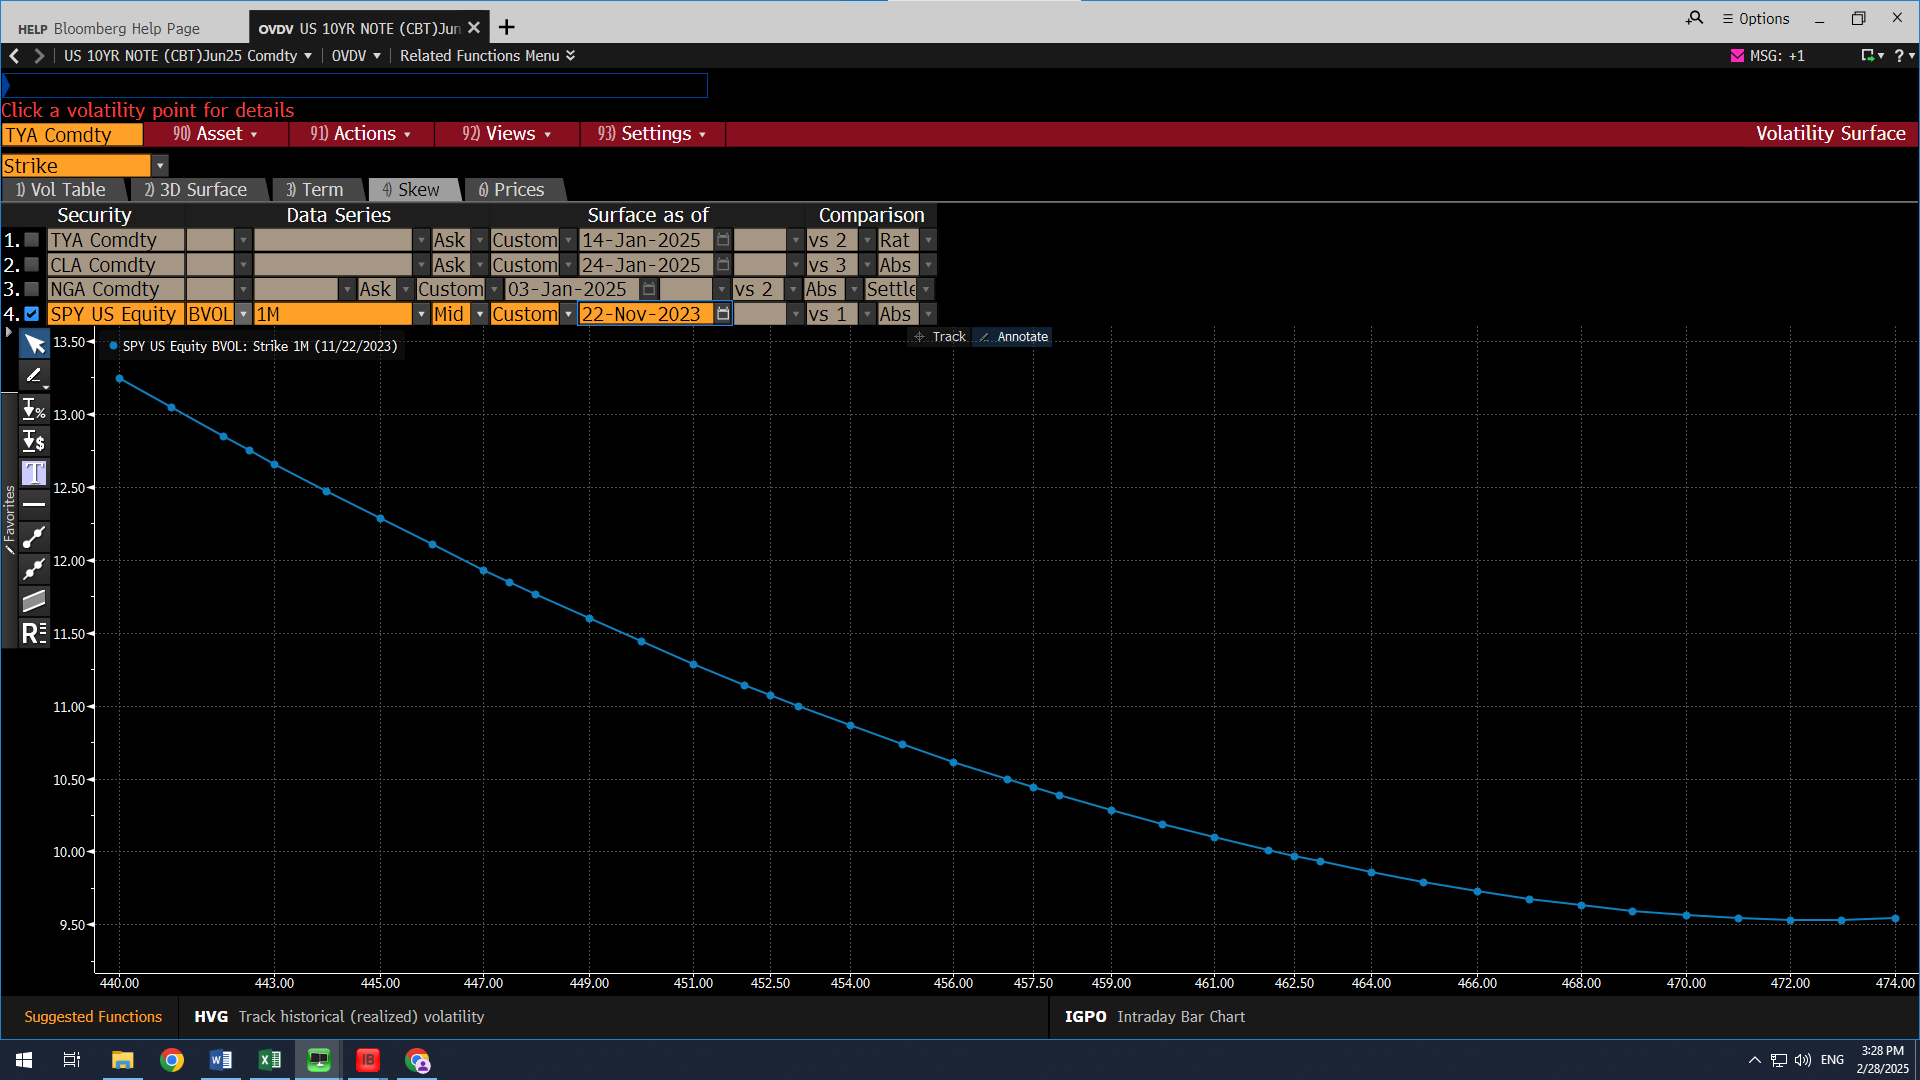 HELP Bloomberg Help Page
OVDV US 10YR NOTE (CBT)Jun
Options
US 10YR NOTE (CBT)Jun25 Comdty
OVDV
Related Functions Menu
MSG: +1
?
Click a volatility point for details
TYA Comdty
90) Asset
91) Actions
92) Views
93) Settings
Volatility Surface
Strike
1) Vol Table
2) 3D Surface
3) Term
4) Skew
6) Prices
Security Data Series Surface as of Comparison
1. TYA Comdty Ask Custom 14-Jan-2025 vs 2 Rat
2. CLA Comdty Ask Custom 24-Jan-2025 vs 3 Abs
3. NGA Comdty Ask Custom 03-Jan-2025 vs 2 Abs Settle
4. SPY US Equity BVOL 1M Mid Custom 22-Nov-2023 vs 1 Abs
SPY US Equity BVOL: Strike 1M (11/22/2023)
Track
Annotate
Favorites
%
$
T
R
13.50
13.00
12.50
12.00
11.50
11.00
10.50
10.00
9.50
440.00 443.00 445.00 447.00 449.00 451.00 452.50 454.00 456.00 457.50 459.00 461.00 462.50 464.00 466.00 468.00 470.00 472.00 474.00
Suggested Functions
HVG Track historical (realized) volatility
IGPO Intraday Bar Chart
IB
ENG
3:28 PM
2/28/2025